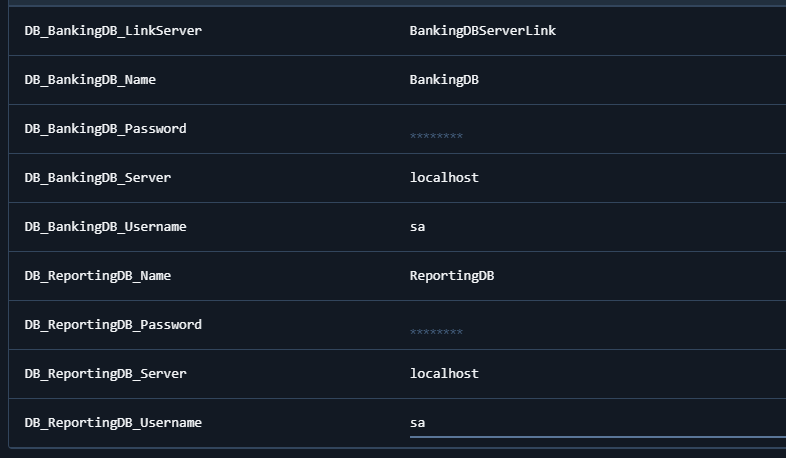 DB_BankingDB_LinkServer BankingDBServerLink
DB_BankingDB_Name BankingDB
DB_BankingDB_Password ********
DB_BankingDB_Server localhost
DB_BankingDB_Username sa
DB_ReportingDB_Name ReportingDB
DB_ReportingDB_Password ********
DB_ReportingDB_Server localhost
DB_ReportingDB_Username sa